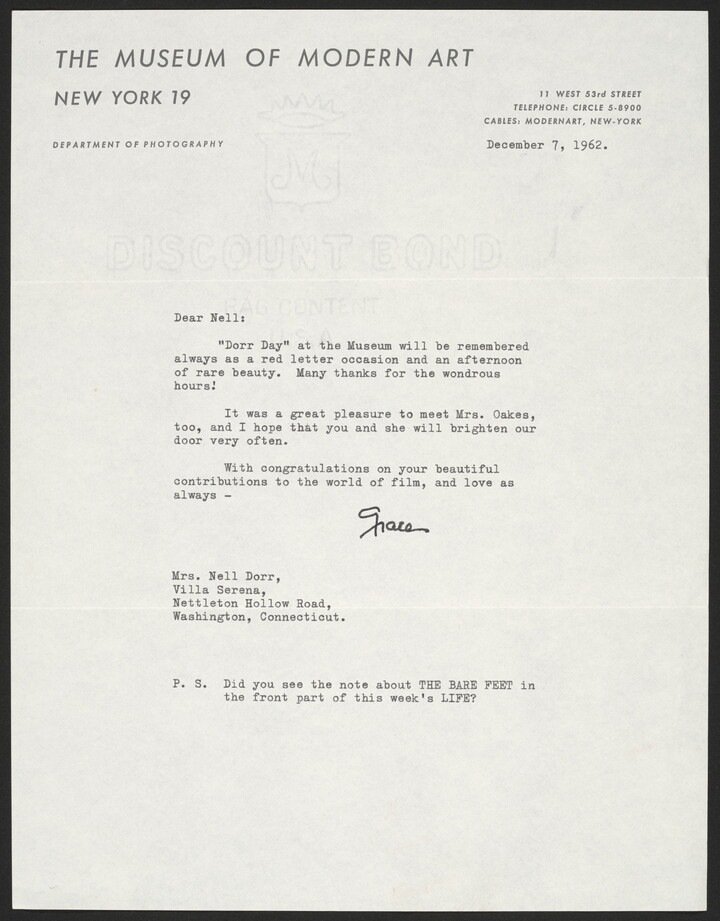 THE MUSEUM OF MODERN ART
NEW YORK 19
11 WEST 53rd STREET
TELEPHONE: CIRCLE 5-8900
CABLES: MODERNART, NEW-YORK
DEPARTMENT OF PHOTOGRAPHY
December 7, 1962.
M
DISCOUNT BOND
RAG CONTENT
U S A
Dear Nell:
"Dorr Day" at the Museum will be remembered
always as a red letter occasion and an afternoon
of rare beauty. Many thanks for the wondrous
hours!
It was a great pleasure to meet Mrs. Oakes,
too, and I hope that you and she will brighten our
door very often.
With congratulations on your beautiful
contributions to the world of film, and love as
always -
Grace
Mrs. Nell Dorr,
Villa Serena,
Nettleton Hollow Road,
Washington, Connecticut.
P. S. Did you see the note about THE BARE FEET in
the front part of this week's LIFE?